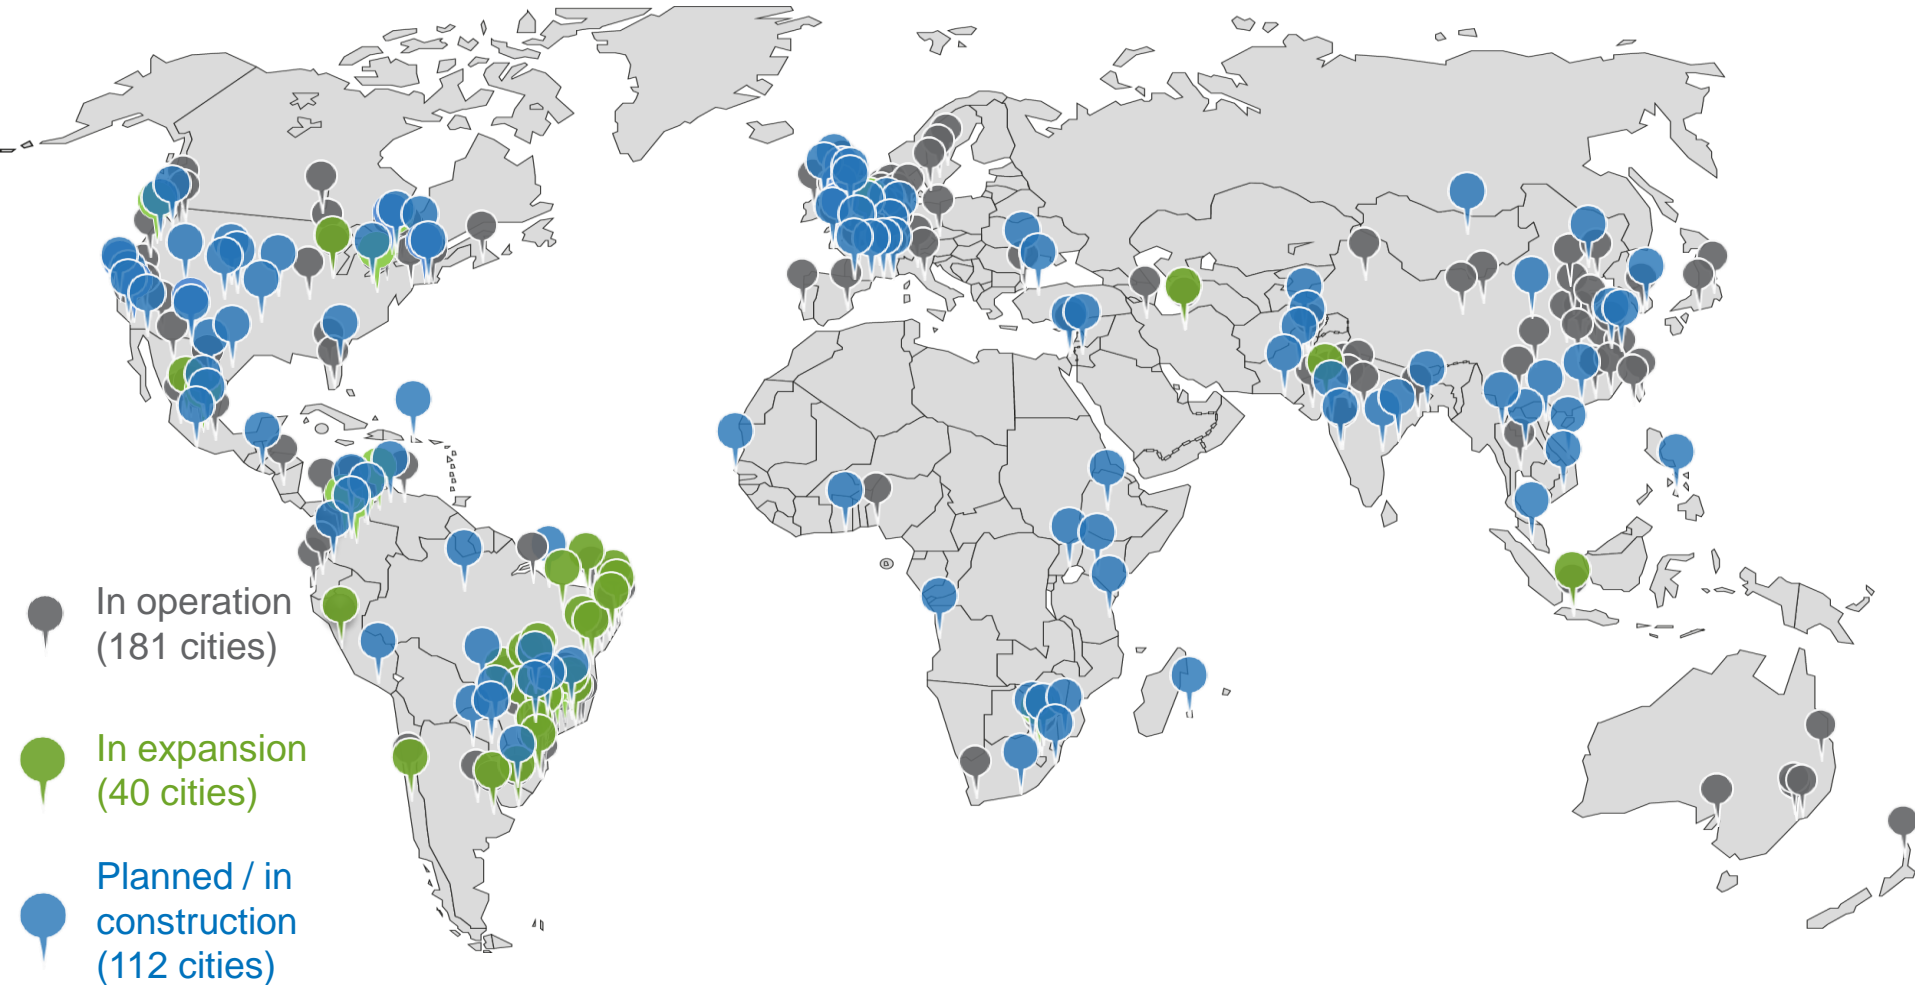 In operation
(181 cities)
In expansion
(40 cities)
Planned / in
construction
(112 cities)